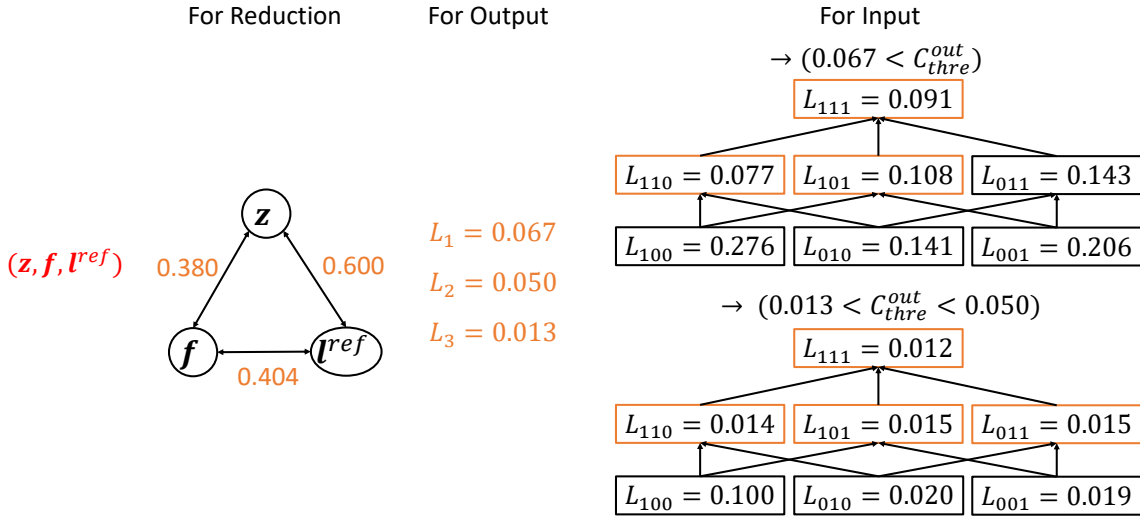 For Reduction
For Output
For Input
(z, f, l^ref)
z
0.380
0.600
f
l^ref
0.404
L_1 = 0.067
L_2 = 0.050
L_3 = 0.013
→ (0.067 < C_thre^out)
L_111 = 0.091
L_110 = 0.077
L_101 = 0.108
L_011 = 0.143
L_100 = 0.276
L_010 = 0.141
L_001 = 0.206
→ (0.013 < C_thre^out < 0.050)
L_111 = 0.012
L_110 = 0.014
L_101 = 0.015
L_011 = 0.015
L_100 = 0.100
L_010 = 0.020
L_001 = 0.019